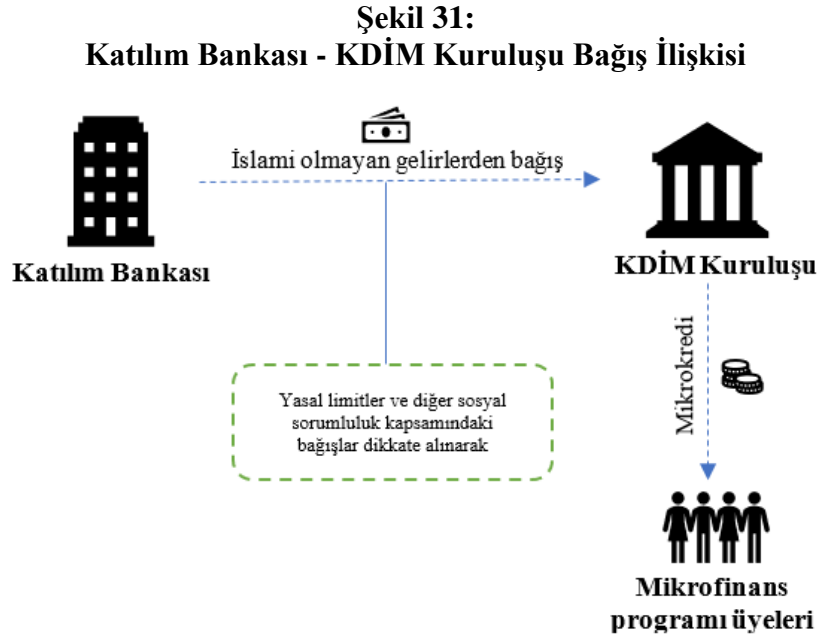 Şekil 31:
Katılım Bankası - KDİM Kuruluşu Bağış İlişkisi
İslami olmayan gelirlerden bağış
Katılım Bankası
KDİM Kuruluşu
Mikrokredi
Yasal limitler ve diğer sosyal
sorumluluk kapsamındaki
bağışlar dikkate alınarak
Mikrofinans
programı üyeleri